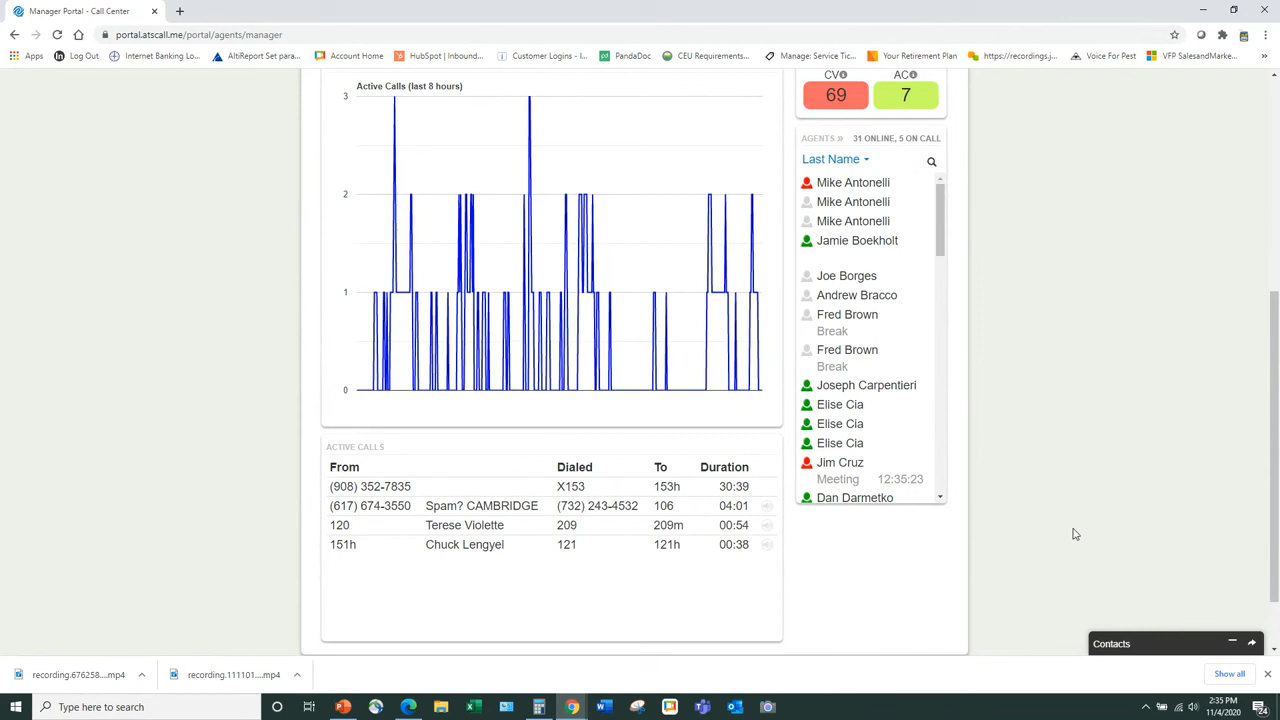 Manager Portal - Call Center
portal.atscall.me/portal/agents/manager
Apps Log Out Internet Banking Lo... AltiReport Set para... Account Home HubSpot | Inbound... Customer Logins - I... PandaDoc CEU Requirements... Manage: Service Tic... Your Retirement Plan https://recordings.j... Voice For Pest VFP SalesandMarke... »
Active Calls (last 8 hours)
3
2
1
0
CV AC
69 7
AGENTS » 31 ONLINE, 5 ON CALL
Last Name
Mike Antonelli
Mike Antonelli
Mike Antonelli
Jamie Boekholt
Joe Borges
Andrew Bracco
Fred Brown
Break
Fred Brown
Break
Joseph Carpentieri
Elise Cia
Elise Cia
Elise Cia
Jim Cruz
Meeting 12:35:23
Dan Darmetko
ACTIVE CALLS
From Dialed To Duration
(908) 352-7835 X153 153h 30:39
(617) 674-3550 Spam? CAMBRIDGE (732) 243-4532 106 04:01
120 Terese Violette 209 209m 00:54
151h Chuck Lengyel 121 121h 00:38
Contacts
recording.676258....mp4 recording.111101....mp4 Show all
Type here to search
2:35 PM
11/4/2020
24